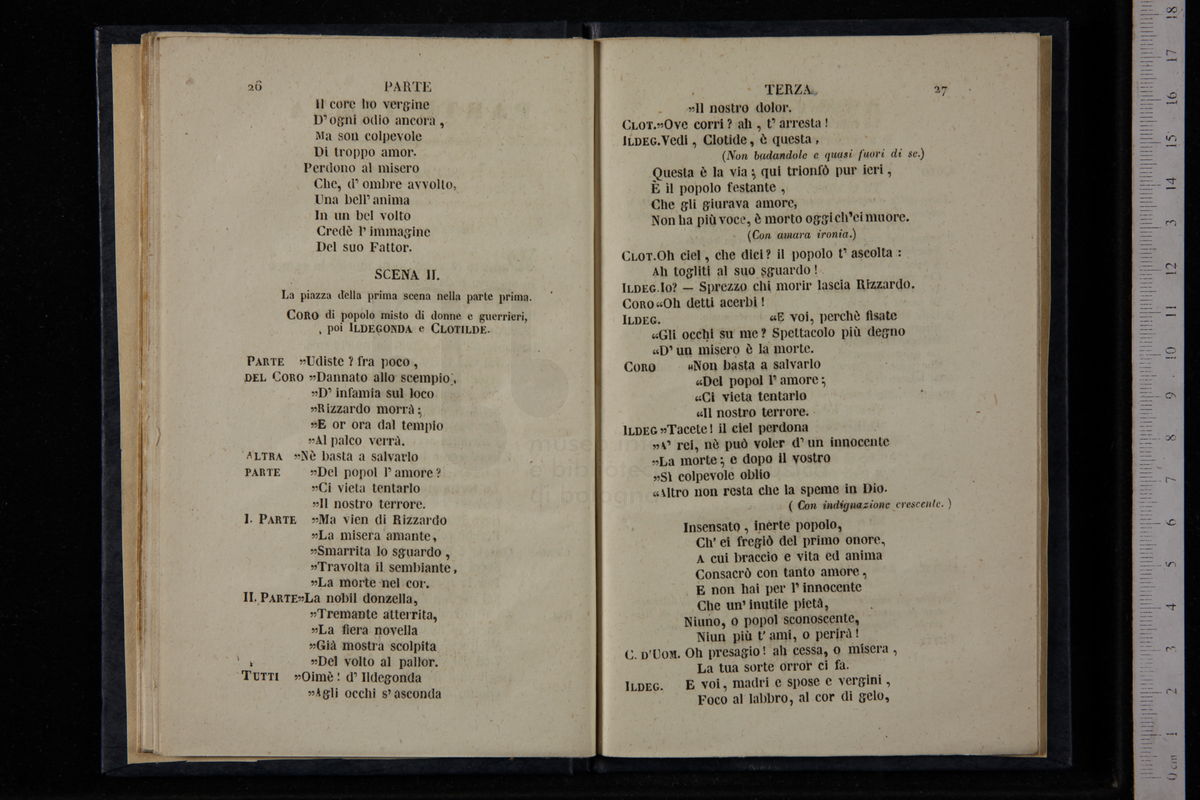 26 PARTE
Il core ho vergine
D' ogni odio ancora ,
Ma son colpevole
Di troppo amor.
Perdono al misero
Che, d' ombre avvolto,
Una bell' anima
In un bel volto
Credè l' immagine
Del suo Fattor.
SCENA II.
La piazza della prima scena nella parte prima.
CORO di popolo misto di donne e guerrieri,
poi ILDEGONDA e CLOTILDE.
PARTE »Udiste ? fra poco ,
DEL CORO »Dannato allo scempio,
»D' infamia sul loco
»Rizzardo morrà;
»E or ora dal tempio
»Al palco verrà.
ALTRA »Nè basta a salvarlo
PARTE »Del popol l' amore ?
»Ci vieta tentarlo
»Il nostro terrore.
I. PARTE »Ma vien di Rizzardo
»La misera amante,
»Smarrita lo sguardo ,
»Travolta il sembiante,
»La morte nel cor.
II. PARTE»La nobil donzella,
»Tremante atterrita,
»La fiera novella
»Già mostra scolpita
»Del volto al pallor.
TUTTI »Oimè ! d' Ildegonda
»Agli occhi s' asconda
TERZA. 27
»Il nostro dolor.
CLOT.»Ove corri ? ah , t' arresta !
ILDEG.Vedi , Clotide, è questa ,
(Non badandole e quasi fuori di se.)
Questa è la via ; qui trionfò pur ieri ,
È il popolo festante ,
Che gli giurava amore,
Non ha più voce, è morto oggi ch'ei muore.
(Con amara ironia.)
CLOT.Oh ciel , che dici ? il popolo t' ascolta :
Ah togliti al suo sguardo !
ILDEG.Io? — Sprezzo chi morir lascia Rizzardo.
CORO “Oh detti acerbi !
ILDEG. “E voi, perchè fisate
“Gli occhi su me ? Spettacolo più degno
“D' un misero è la morte.
CORO “Non basta a salvarlo
“Del popol l' amore;
“Ci vieta tentarlo
“Il nostro terrore.
ILDEG »Tacete ! il ciel perdona
»A' rei, nè può voler d' un innocente
»La morte ; e dopo il vostro
»Sì colpevole oblio
“Altro non resta che la speme in Dio.
( Con indignazione crescente. )
Insensato , inerte popolo,
Ch' ei fregiò del primo onore,
A cui braccio e vita ed anima
Consacrò con tanto amore ,
E non hai per l' innocente
Che un' inutile pietà,
Niuno, o popol sconoscente,
Niun più t' ami, o perirà !
C. D'UOM. Oh presagio ! ah cessa, o misera ,
La tua sorte orror ci fa.
ILDEG. E voi , madri e spose e vergini ,
Foco al labbro, al cor di gelo,